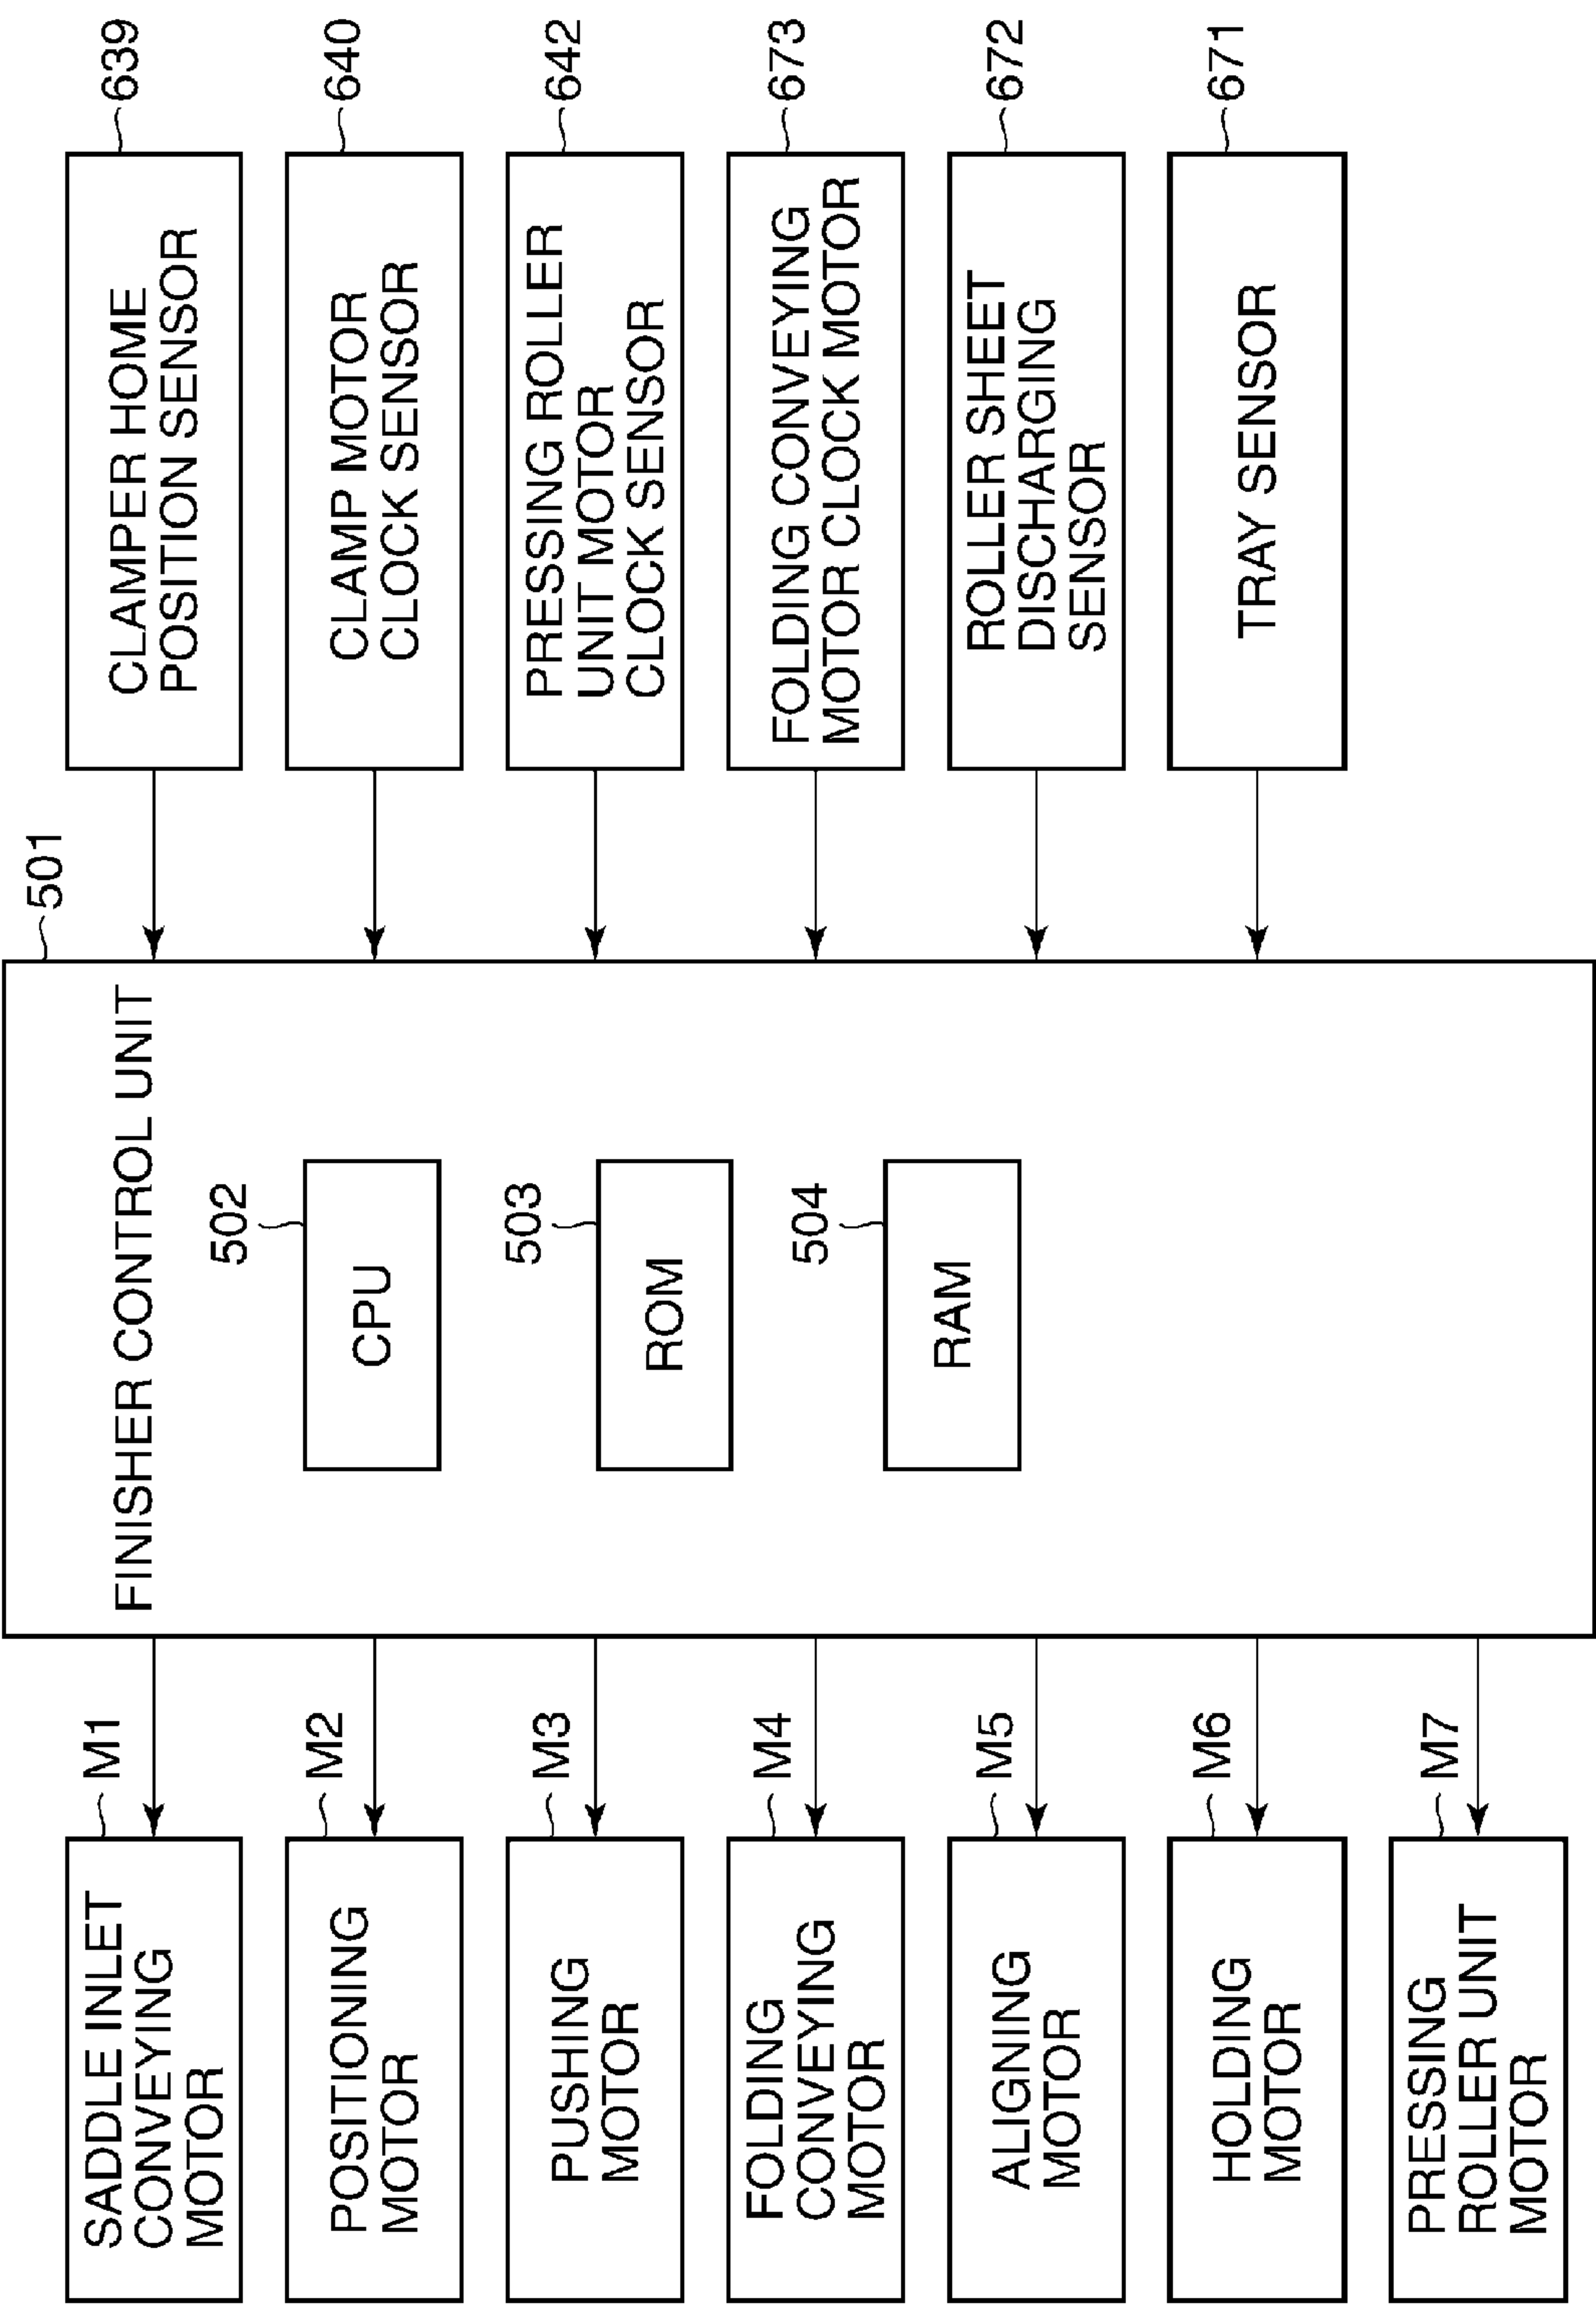 501
FINISHER CONTROL UNIT
502
CPU
503
ROM
504
RAM
M1
SADDLE INLET
CONVEYING
MOTOR
M2
POSITIONING
MOTOR
M3
PUSHING
MOTOR
M4
FOLDING
CONVEYING
MOTOR
M5
ALIGNING
MOTOR
M6
HOLDING
MOTOR
M7
PRESSING
ROLLER UNIT
MOTOR
639
CLAMPER HOME
POSITION SENSOR
640
CLAMP MOTOR
CLOCK SENSOR
642
PRESSING ROLLER
UNIT MOTOR
CLOCK SENSOR
673
FOLDING CONVEYING
MOTOR CLOCK MOTOR
672
ROLLER SHEET
DISCHARGING
SENSOR
671
TRAY SENSOR